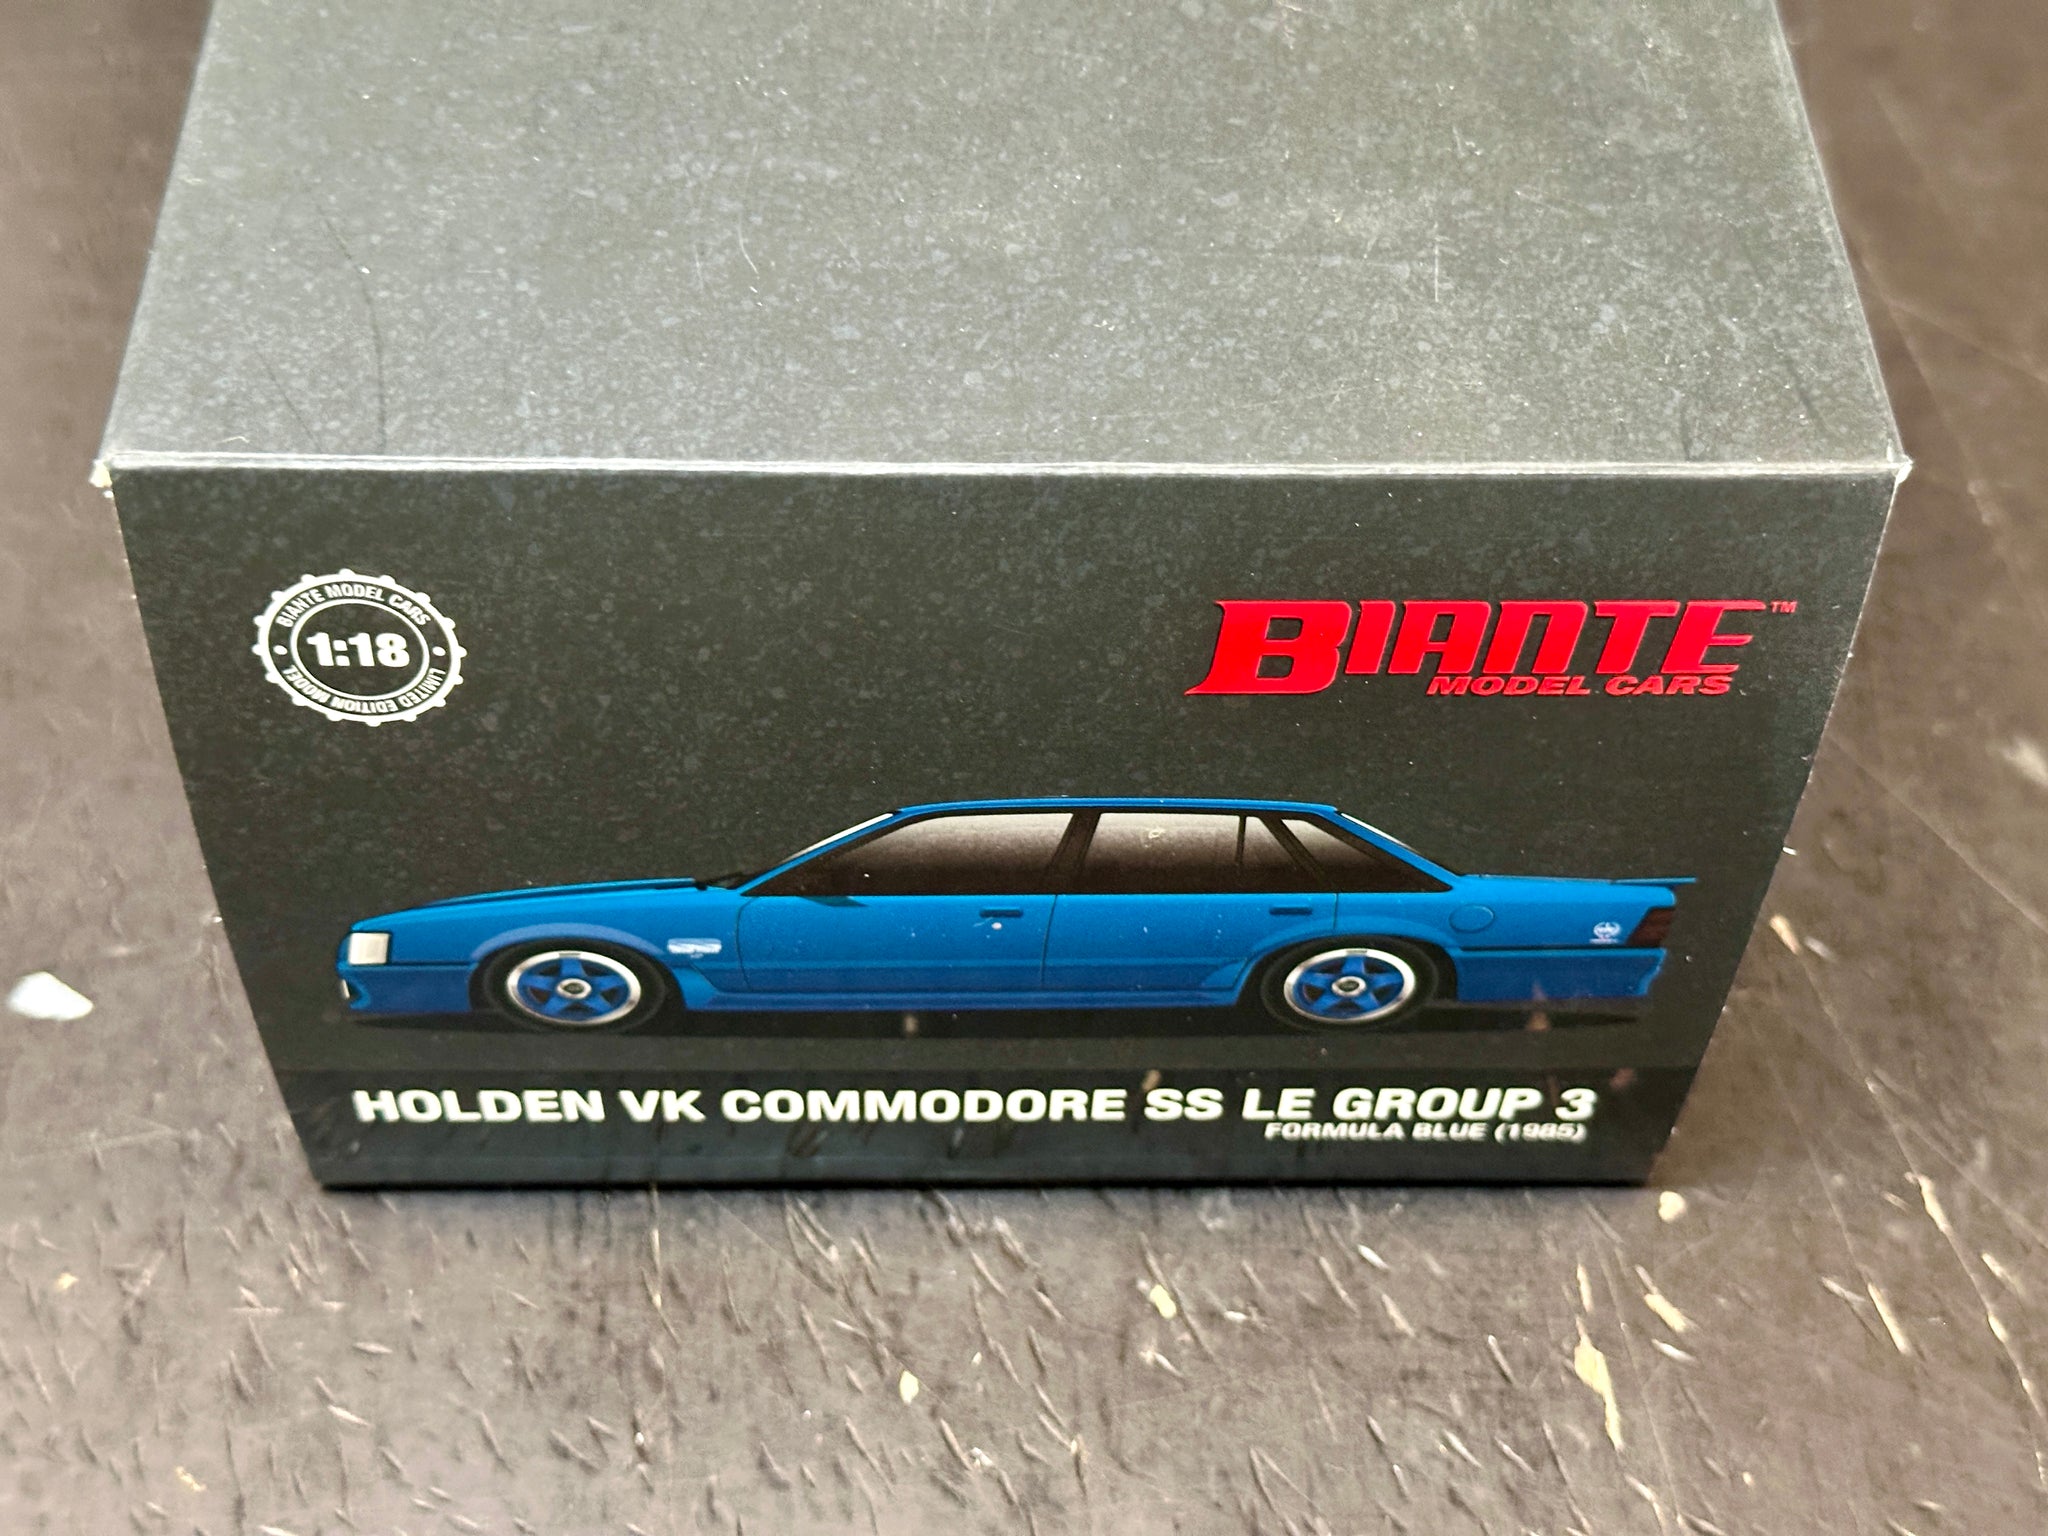 BIANTE MODEL CARS
1:18
LIMITED EDITION MODEL
BIANTE™
MODEL CARS
HOLDEN VK COMMODORE SS LE GROUP 3
FORMULA BLUE (1985)